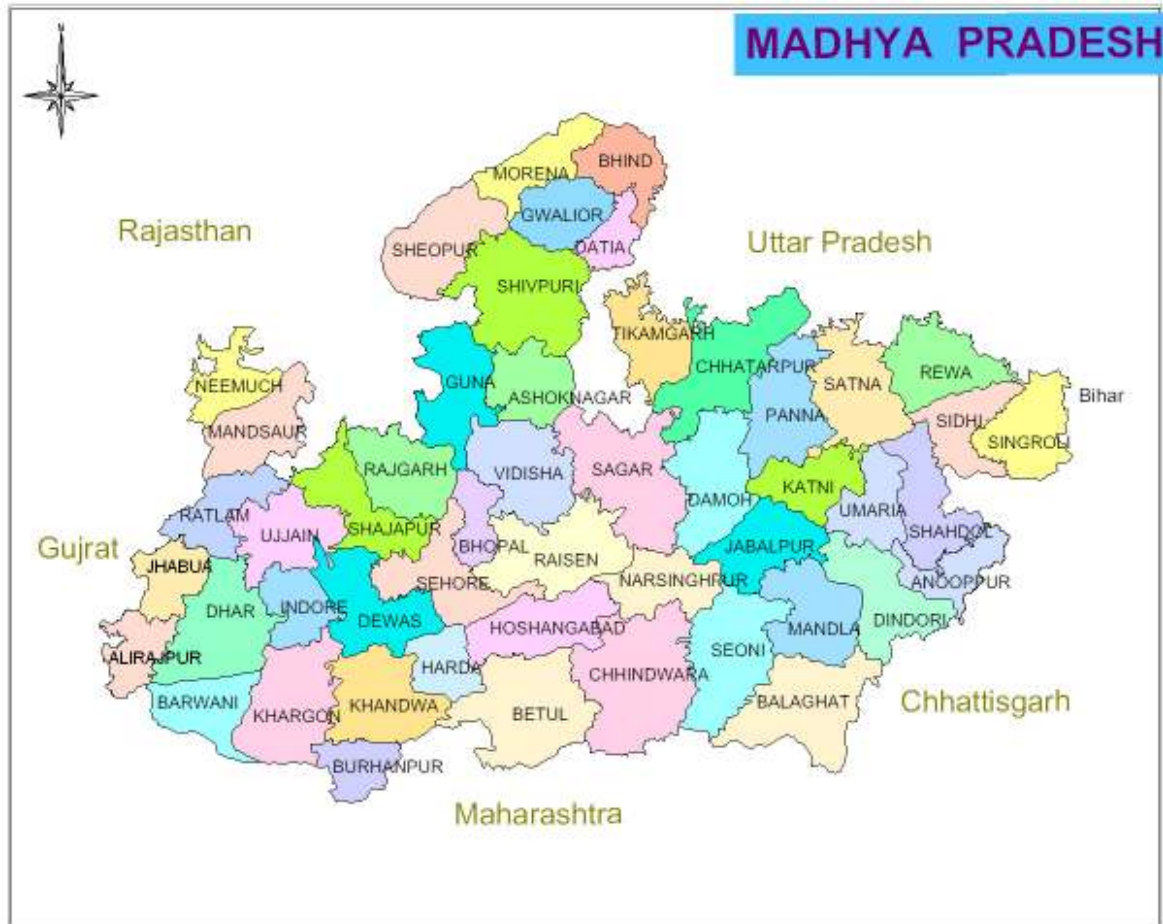 MADHYA PRADESH
N
BHIND
MORENA
GWALIOR
Rajasthan
SHEOPUR
DATIA
Uttar Pradesh
SHIVPURI
TIKAMGARH
CHHATARPUR
NEEMUCH
GUNA
ASHOKNAGAR
SATNA
REWA
Bihar
MANDSAUR
PANNA
SIDHI
SINGROLI
RAJGARH
VIDISHA
SAGAR
DAMOH
KATNI
UMARIA
RATLAM
UJJAIN
SHAJAPUR
SHAHDOL
Gujrat
BHOPAL
RAISEN
JABALPUR
JHABUA
SEHORE
NARSINGHRUR
ANOOPPUR
DHAR
INDORE
DEWAS
HOSHANGABAD
MANDLA
DINDORI
ALIRAJPUR
HARDA
CHHINDWARA
SEONI
BARWANI
KHARGON
KHANDWA
BETUL
BALAGHAT
Chhattisgarh
BURHANPUR
Maharashtra